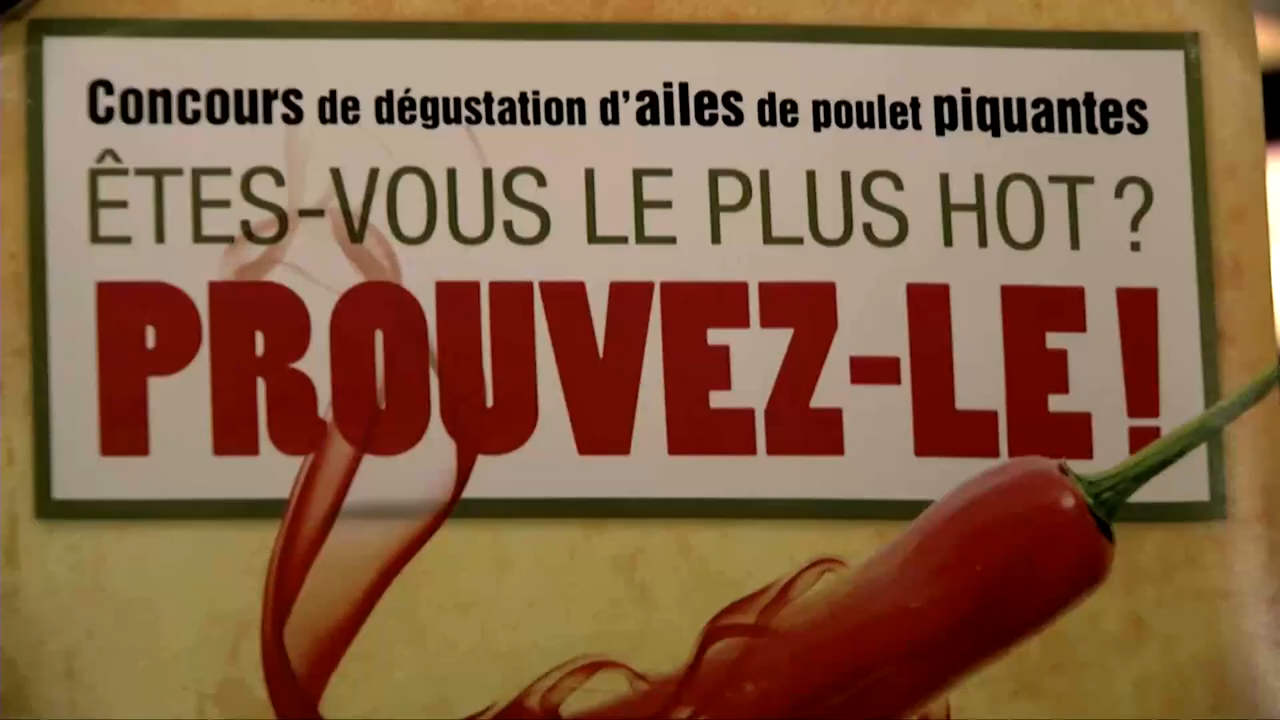 Concours de dégustation d'ailes de poulet piquantes
ÊTES-VOUS LE PLUS HOT ?
PROUVEZ-LE !